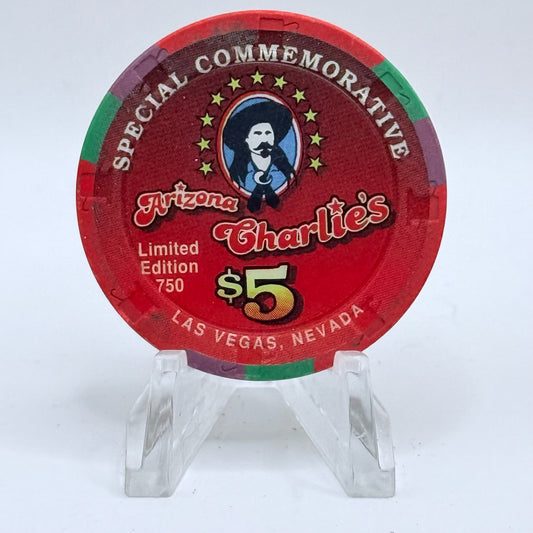 SPECIAL COMMEMORATIVE
Arizona
Charlie's
Limited
Edition
750
$5
LAS VEGAS, NEVADA